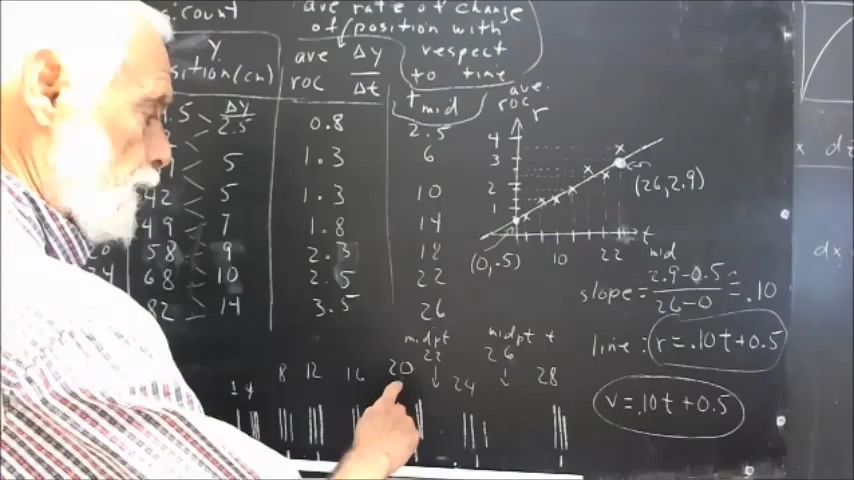 count
ave rate of change
of position with
respect
to time
y
sition (cm)
ave Δy
roc Δt
t mid
.5 Δy
2.5 0.8 2.5
5 1.3 6
42 5 1.3 10
49 7 1.8 14
20 58 9 2.3 18
24 68 10 2.5 22
82 14 3.5 26
ave.
roc r
4
3
2
1
(26,2.9)
10 22 t
mid
(0,.5)
slope = 2.9-0.5 = .10
26-0
line: r=.10t+0.5
v=.10t+0.5
midpt midpt t
22 26
14 8 12 16 20 24 28
x dt
dx